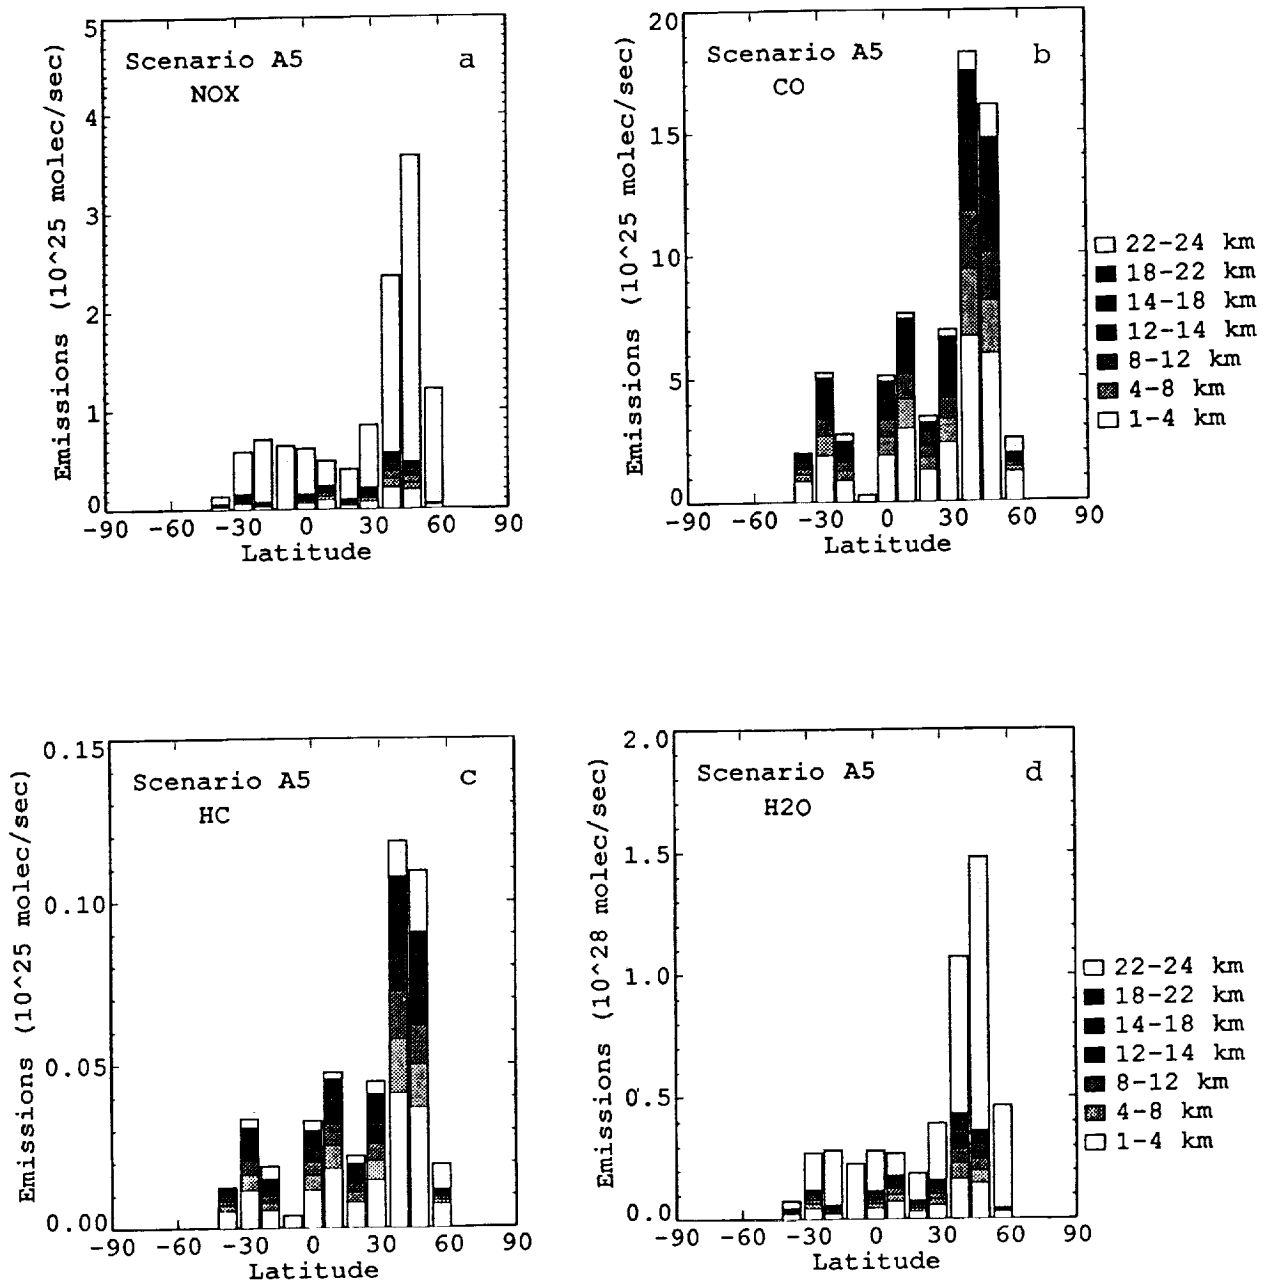 Scenario A5 a
NOX
5
4
3
2
1
0
Emissions (10^25 molec/sec)
-90 -60 -30 0 30 60 90
Latitude
Scenario A5 b
CO
20
15
10
5
0
Emissions (10^25 molec/sec)
-90 -60 -30 0 30 60 90
Latitude
22-24 km
18-22 km
14-18 km
12-14 km
8-12 km
4-8 km
1-4 km
Scenario A5 c
HC
0.15
0.10
0.05
0.00
Emissions (10^25 molec/sec)
-90 -60 -30 0 30 60 90
Latitude
Scenario A5 d
H2O
2.0
1.5
1.0
0.5
0.0
Emissions (10^28 molec/sec)
-90 -60 -30 0 30 60 90
Latitude
22-24 km
18-22 km
14-18 km
12-14 km
8-12 km
4-8 km
1-4 km